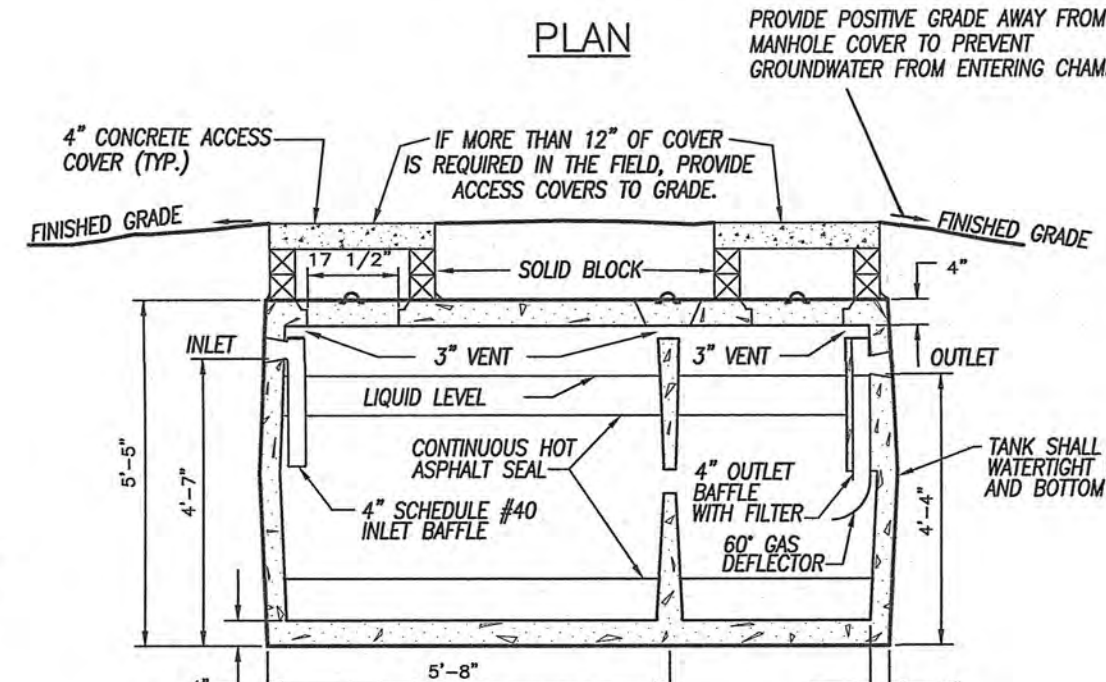 PLAN
PROVIDE POSITIVE GRADE AWAY FROM
MANHOLE COVER TO PREVENT
GROUNDWATER FROM ENTERING CHAM
4" CONCRETE ACCESS
COVER (TYP.)
IF MORE THAN 12" OF COVER
IS REQUIRED IN THE FIELD, PROVIDE
ACCESS COVERS TO GRADE.
FINISHED GRADE
FINISHED GRADE
17 1/2"
SOLID BLOCK
4"
INLET
3" VENT
3" VENT
OUTLET
LIQUID LEVEL
CONTINUOUS HOT
ASPHALT SEAL
4" OUTLET
BAFFLE
WITH FILTER
TANK SHALL
WATERTIGHT
AND BOTTOM
5'-5"
4'-7"
4" SCHEDULE #40
INLET BAFFLE
60° GAS
DEFLECTOR
4'-4"
5'-8"